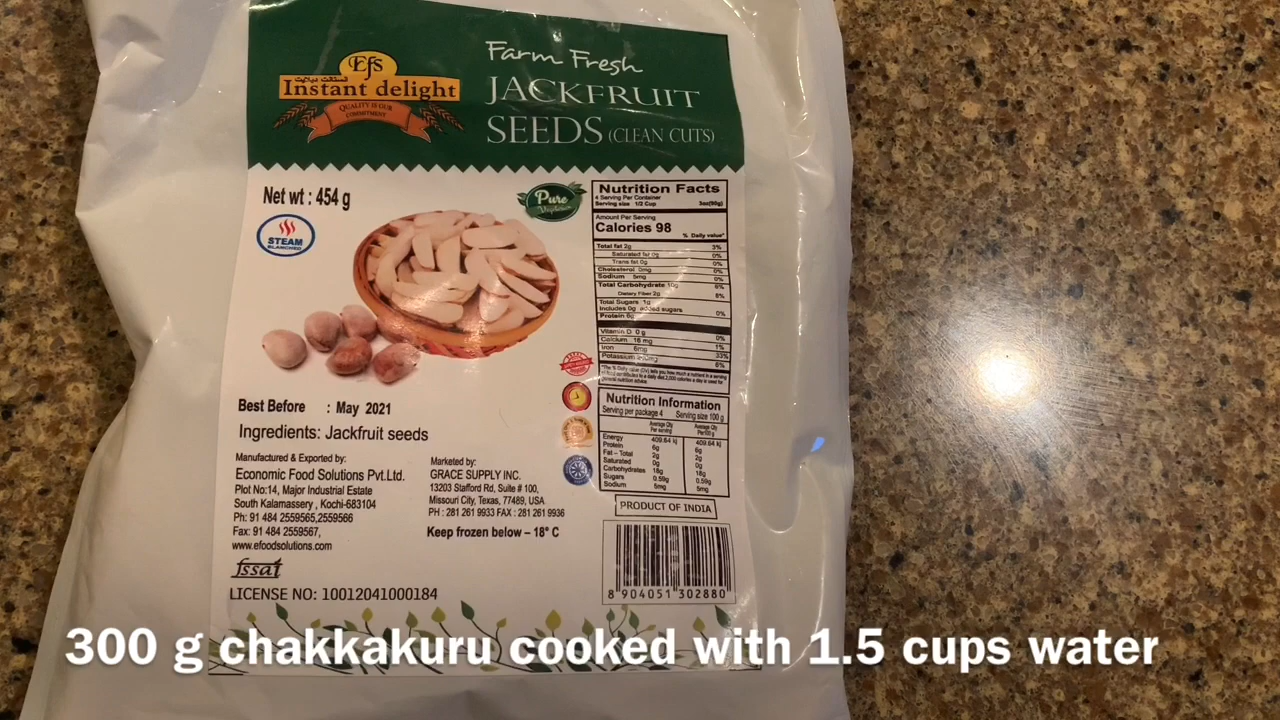 Efs
Instant delight
QUALITY IS OUR
COMMITMENT
Farm Fresh
JACKFRUIT
SEEDS (CLEAN CUTS)
Net wt : 454 g
STEAM
BLANCHED
Pure
Vegetarian
Nutrition Facts
4 Serving Per Container
Serving size 1/2 Cup 3oz(90g)
Amount Per Serving
Calories 98
% Daily value*
Total fat 2g 3%
Saturated fat 0g 0%
Trans fat 0g 0%
Cholesterol 0mg 0%
Sodium 5mg 0%
Total Carbohydrate 6%
Dietary Fiber 2g 8%
Total Sugars 1g
Includes 0g added sugars 0%
Protein 6g
Vitamin D 0 g 0%
Calcium 16 mg 1%
Iron 6mg 33%
Potassium 6%
Nutrition Information
Serving per package 4 Serving size 100 g
Average Qty Per serving Average Qty Per100 g
Energy 409.64 kj 409.64 kj
Protein 6g 6g
Fat - Total 2g 2g
Saturated 0g 0g
Carbohydrates 18g 18g
Sugars 0.59g 0.59g
Sodium 5mg 5mg
PRODUCT OF INDIA
Best Before : May 2021
Ingredients: Jackfruit seeds
Manufactured & Exported by:
Economic Food Solutions Pvt.Ltd.
Plot No:14, Major Industrial Estate
South Kalamassery , Kochi-683104
Ph: 91 484 2559565,2559566
Fax: 91 484 2559567,
www.efoodsolutions.com
Marketed by:
GRACE SUPPLY INC.
13203 Stafford Rd, Suite # 100,
Missouri City, Texas, 77489, USA
PH : 281 261 9933 FAX : 281 261 9936
Keep frozen below – 18° C
fssai
LICENSE NO: 10012041000184
8 904051 302880
300 g chakkakuru cooked with 1.5 cups water